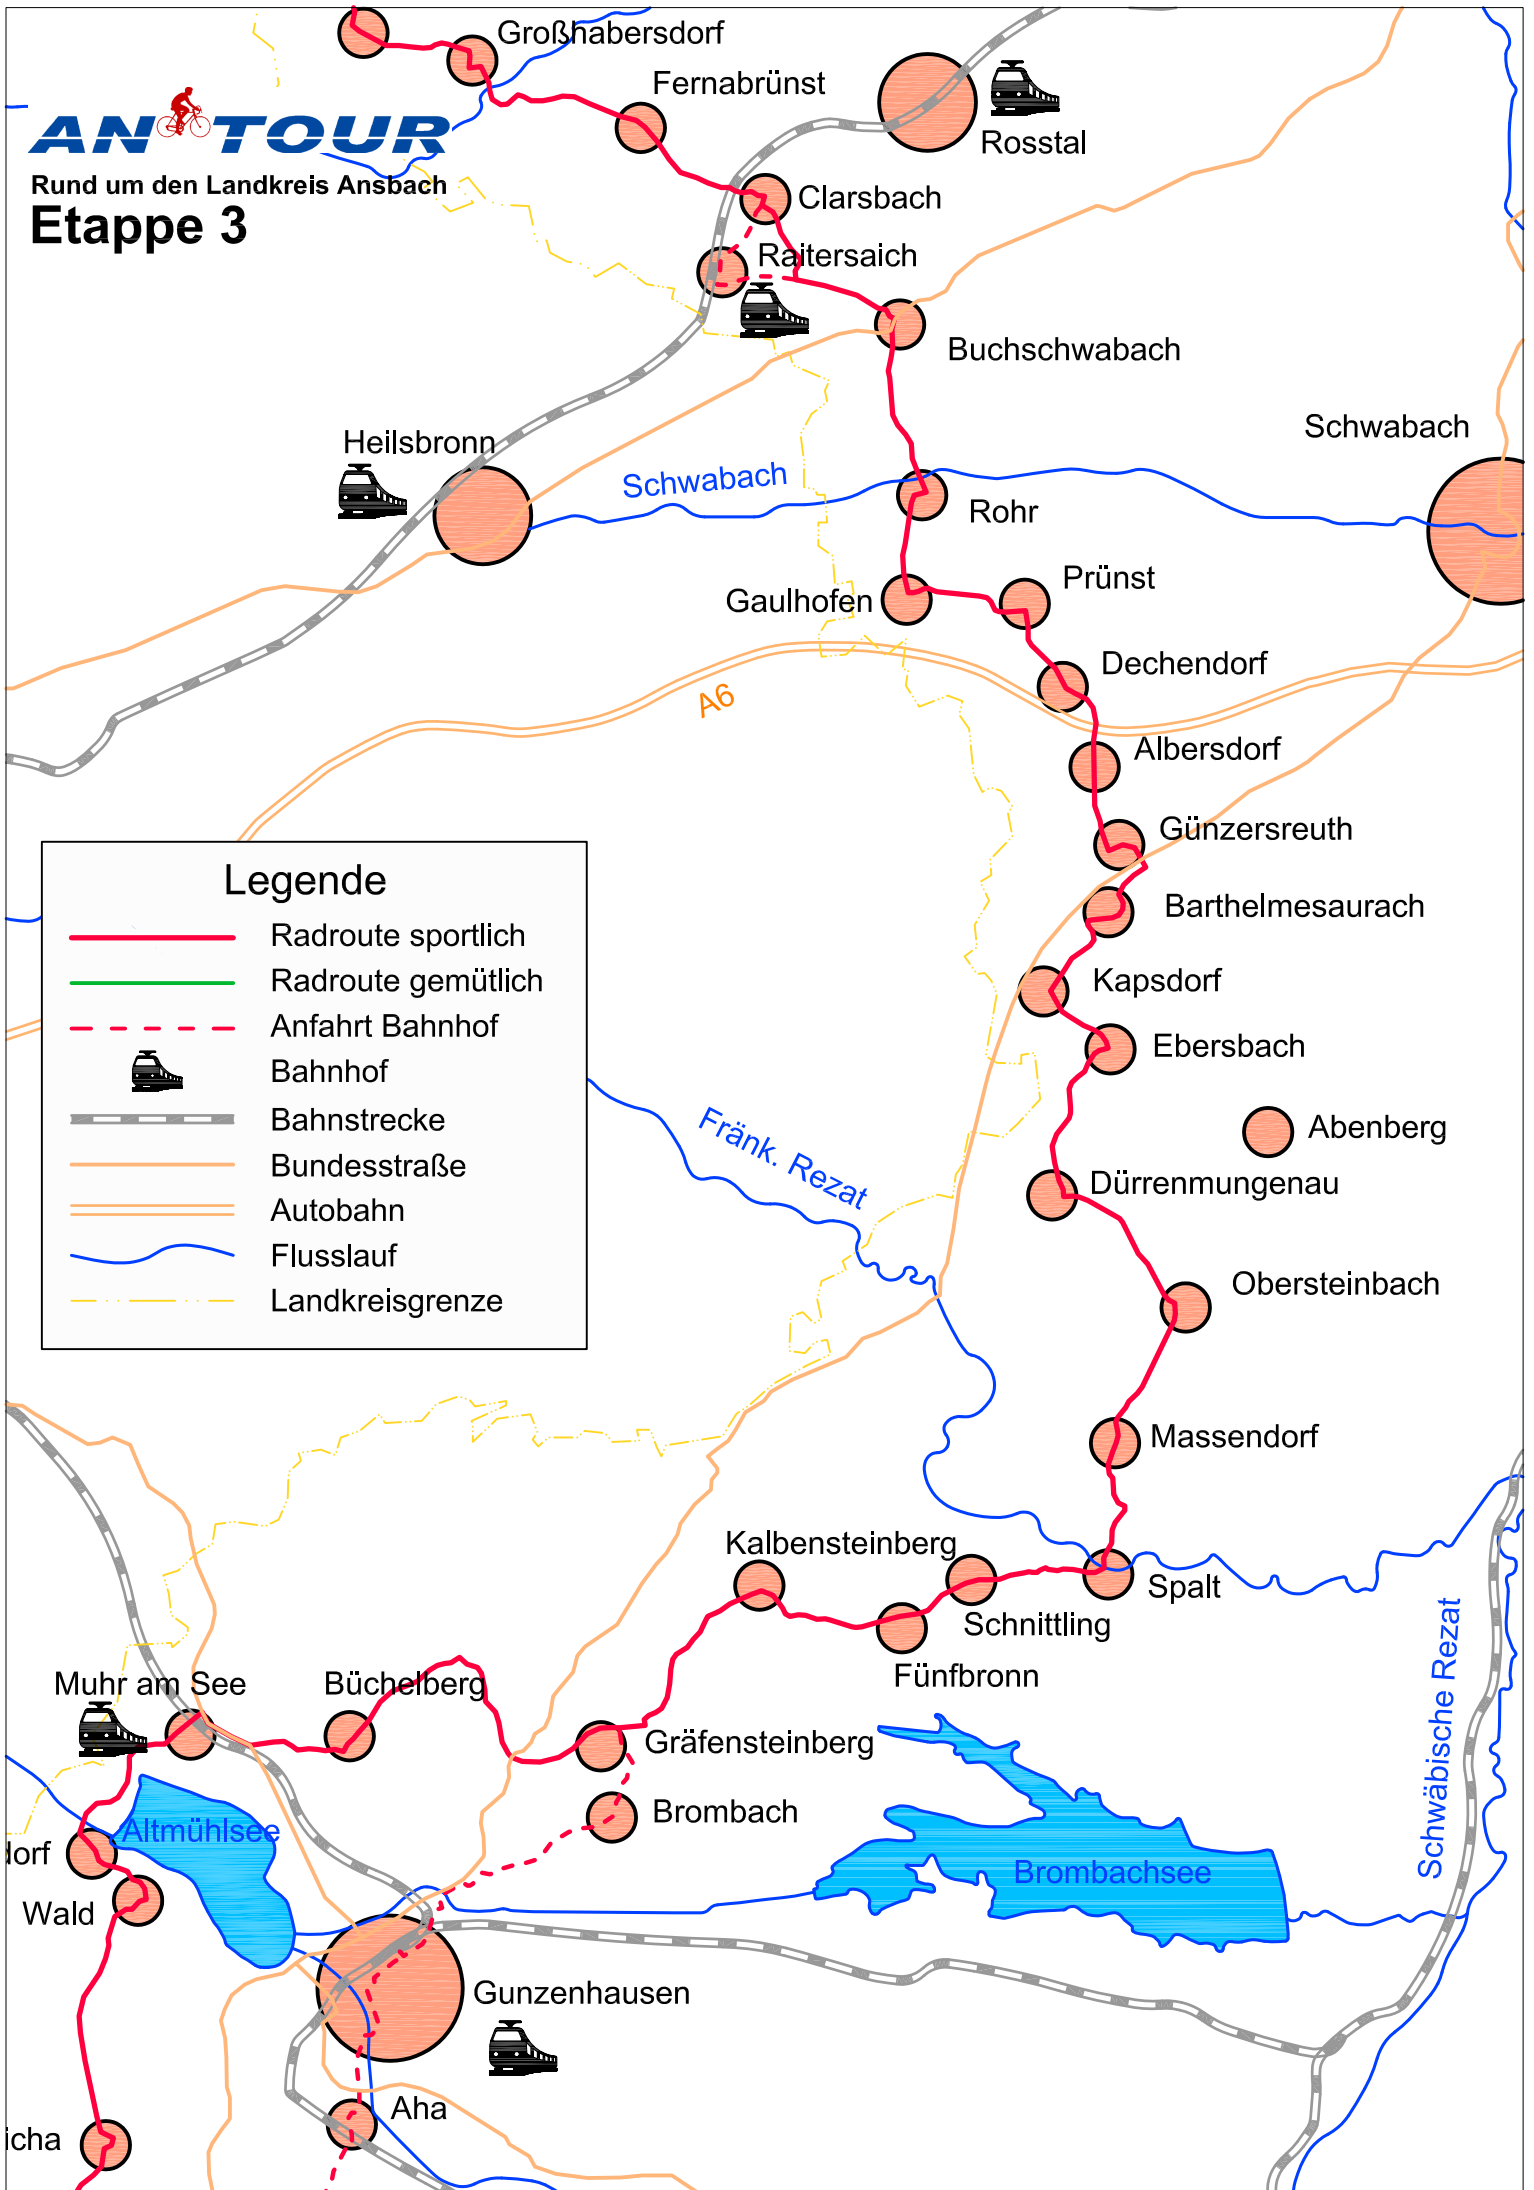 Großhabersdorf
Fernabrünst
Rosstal
AN TOUR
Rund um den Landkreis Ansbach
Etappe 3
Clarsbach
Raitersaich
Buchschwabach
Heilsbronn
Schwabach
Schwabach
Rohr
Gaulhofen
Prünst
Dechendorf
A6
Albersdorf
Günzersreuth
Barthelmesaurach
Kapsdorf
Ebersbach
Abenberg
Dürrenmungenau
Fränk. Rezat
Obersteinbach
Massendorf
Legende
Radroute sportlich
Radroute gemütlich
Anfahrt Bahnhof
Bahnhof
Bahnstrecke
Bundesstraße
Autobahn
Flusslauf
Landkreisgrenze
Kalbensteinberg
Spalt
Schnittling
Fünfbronn
Schwäbische Rezat
Muhr am See
Büchelberg
Gräfensteinberg
Brombach
Altmühlsee
dorf
Brombachsee
Wald
Gunzenhausen
Aha
icha